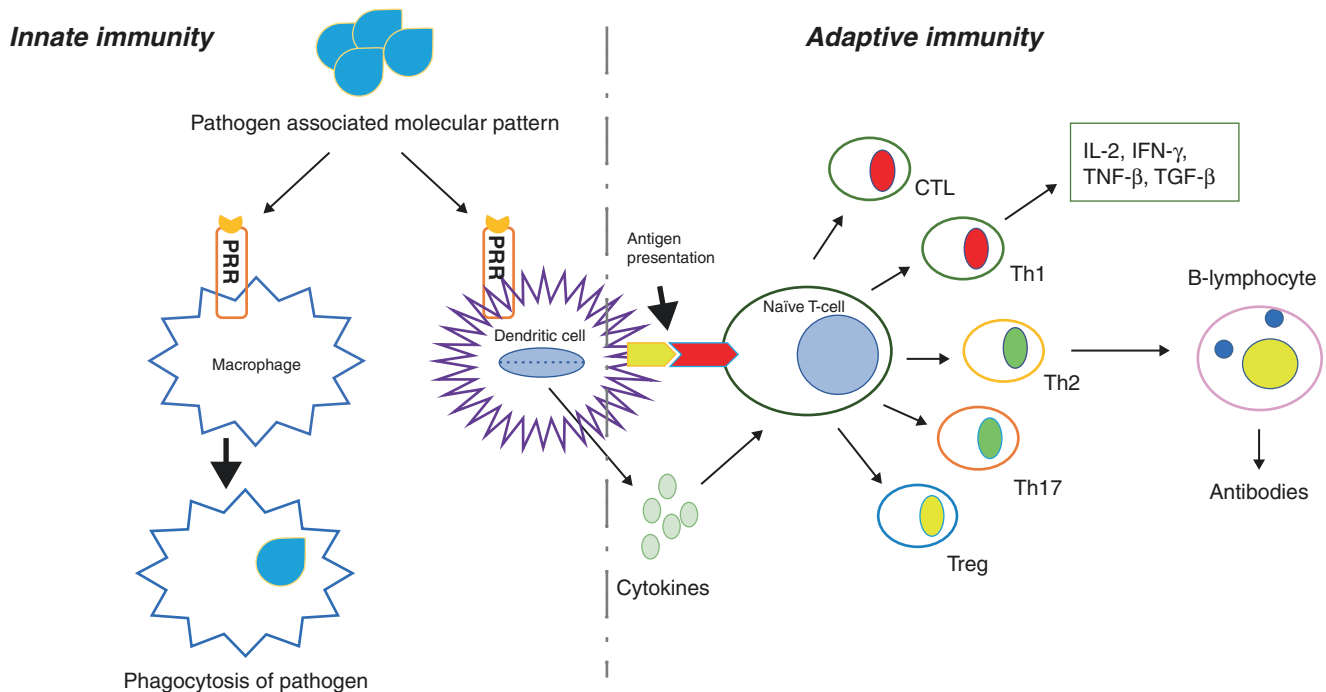 Innate immunity
Adaptive immunity
Pathogen associated molecular pattern
PRR
PRR
Macrophage
Phagocytosis of pathogen
Dendritic cell
Antigen
presentation
Cytokines
Naïve T-cell
CTL
Th1
Th2
Th17
Treg
IL-2, IFN-γ,
TNF-β, TGF-β
B-lymphocyte
Antibodies